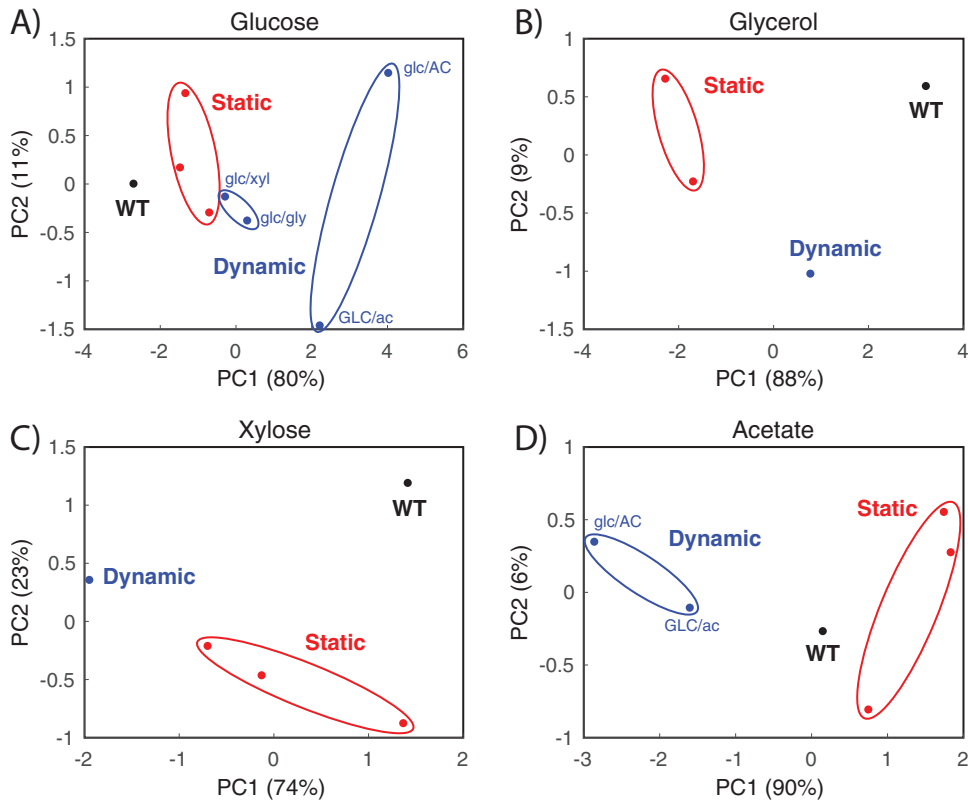 A)
Glucose
1.5
1
0.5
0
-0.5
-1
-1.5
PC2 (11%)
glc/AC
Static
glc/xyl
WT
glc/gly
Dynamic
GLC/ac
-4 -2 0 2 4 6
PC1 (80%)
B)
Glycerol
1
0.5
0
-0.5
-1
-1.5
PC2 (9%)
Static
WT
Dynamic
-4 -2 0 2 4
PC1 (88%)
C)
Xylose
1.5
1
0.5
0
-0.5
-1
PC2 (23%)
WT
Dynamic
Static
-2 -1 0 1 2
PC1 (74%)
D)
Acetate
1
0.5
0
-0.5
-1
PC2 (6%)
glc/AC
Static
Dynamic
GLC/ac
WT
-3 -2 -1 0 1 2
PC1 (90%)